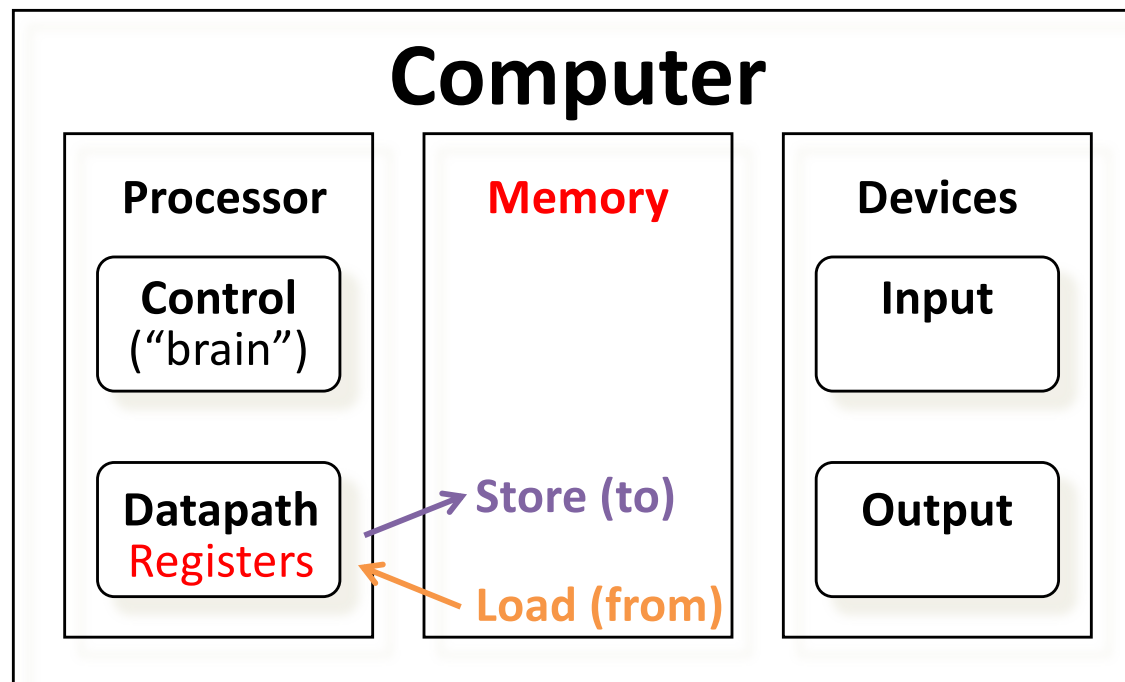 Computer
Processor
Control
(“brain”)
Datapath
Registers
Memory
Store (to)
Load (from)
Devices
Input
Output